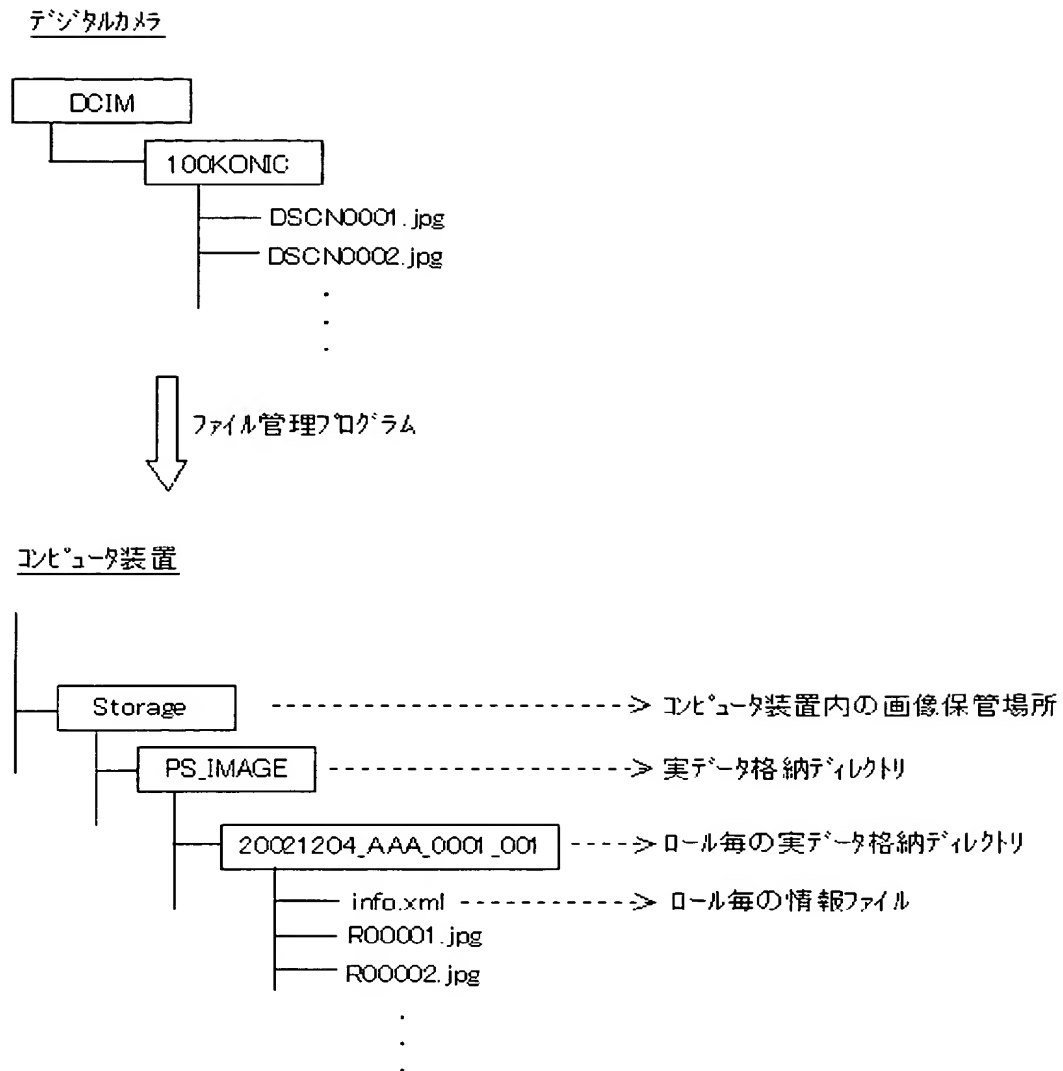 デジタルカメラ
DCIM
100KONIC
DSCN0001.jpg
DSCN0002.jpg
ファイル管理プログラム
コンピュータ装置
Storage
コンピュータ装置内の画像保管場所
PS_IMAGE
実データ格納ディレクトリ
20021204_AAA_0001_001
ロール毎の実データ格納ディレクトリ
info.xml
ロール毎の情報ファイル
R00001.jpg
R00002.jpg